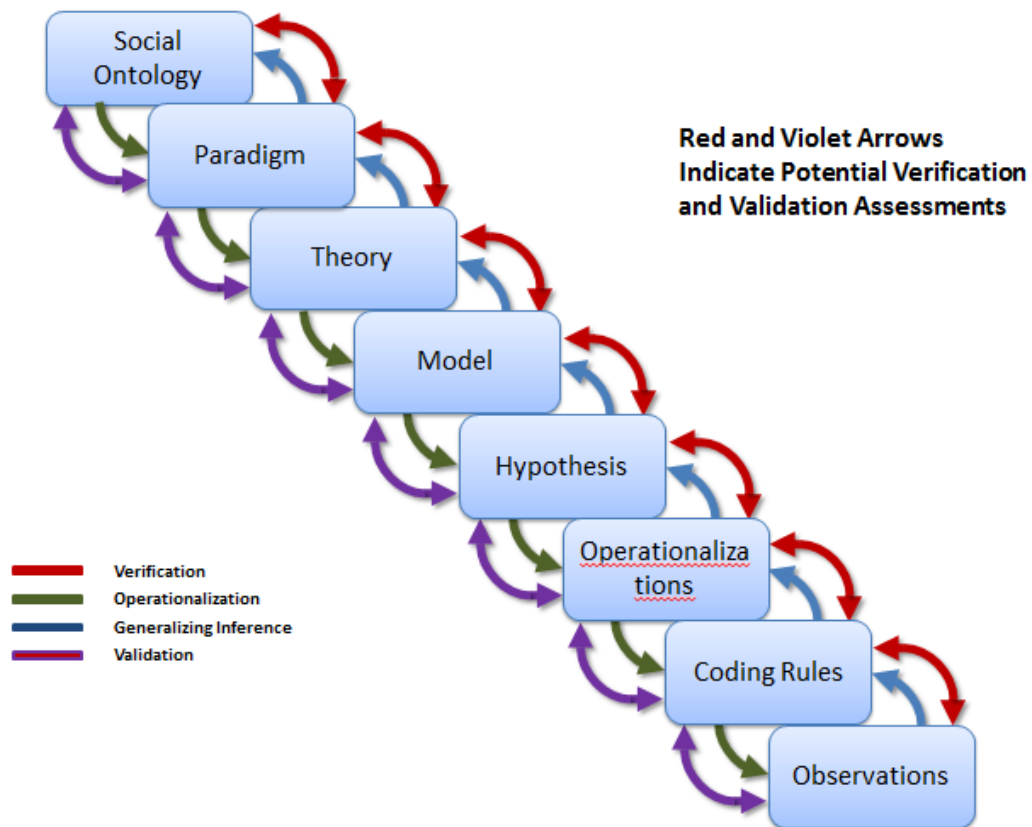 Social
Ontology
Paradigm
Red and Violet Arrows
Indicate Potential Verification
and Validation Assessments
Theory
Model
Hypothesis
Operationaliza
tions
Verification
Operationalization
Generalizing Inference
Validation
Coding Rules
Observations